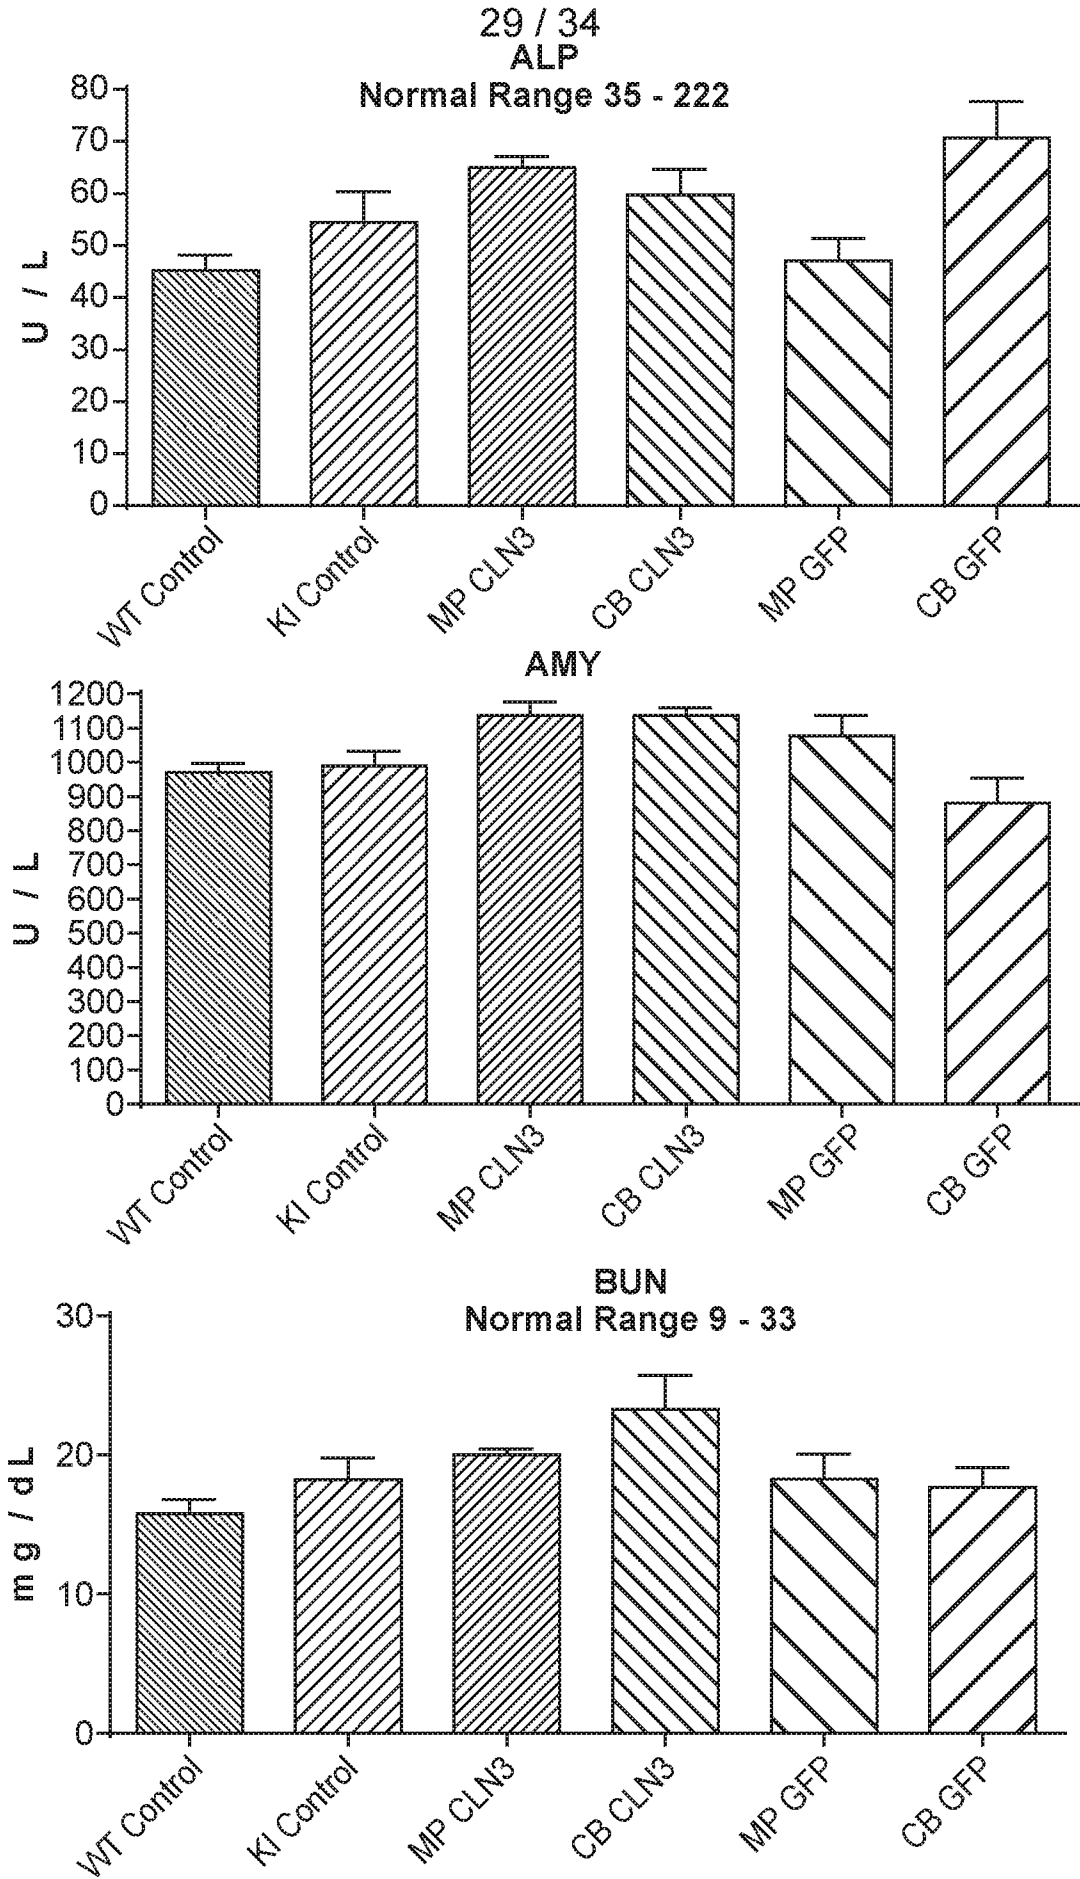 29 / 34
ALP
Normal Range 35 - 222
80
70
60
50
40
30
20
10
0
U / L
WT Control
KI Control
MP CLN3
CB CLN3
MP GFP
CB GFP
AMY
1200
1100
1000
900
800
700
600
500
400
300
200
100
0
U / L
WT Control
KI Control
MP CLN3
CB CLN3
MP GFP
CB GFP
BUN
Normal Range 9 - 33
30
20
10
0
mg / dL
WT Control
KI Control
MP CLN3
CB CLN3
MP GFP
CB GFP